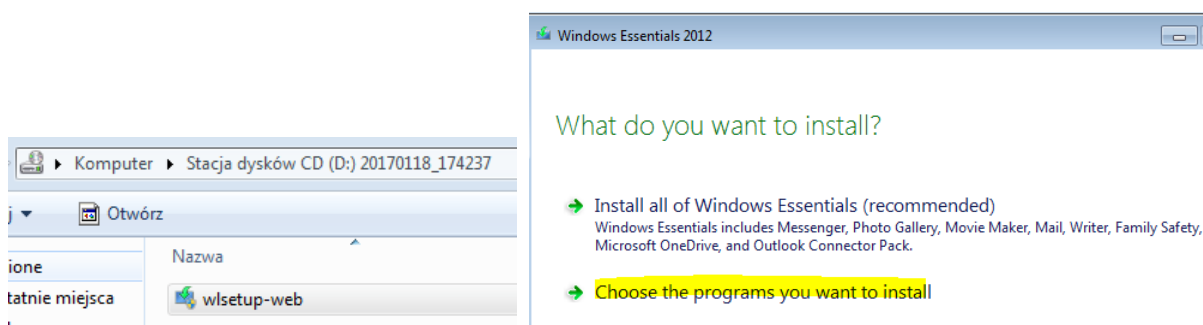 Komputer ▸ Stacja dysków CD (D:) 20170118_174237
j ▾ Otwórz
ione
Nazwa
tatnie miejsca
wlsetup-web
Windows Essentials 2012
What do you want to install?
Install all of Windows Essentials (recommended)
Windows Essentials includes Messenger, Photo Gallery, Movie Maker, Mail, Writer, Family Safety,
Microsoft OneDrive, and Outlook Connector Pack.
Choose the programs you want to install